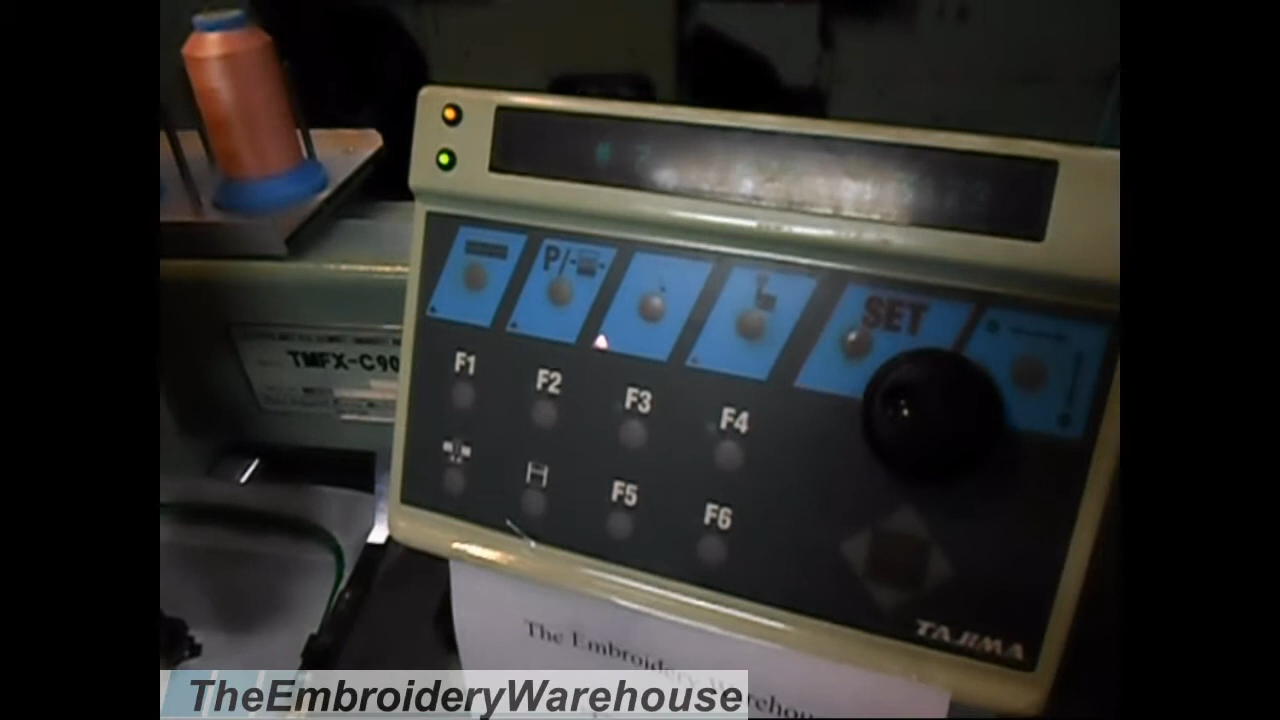 P/-
SET
TMFX-C90
F1
F2
F3
F4
F5
F6
TAJIMA
The Embroidery
TheEmbroideryWarehouse